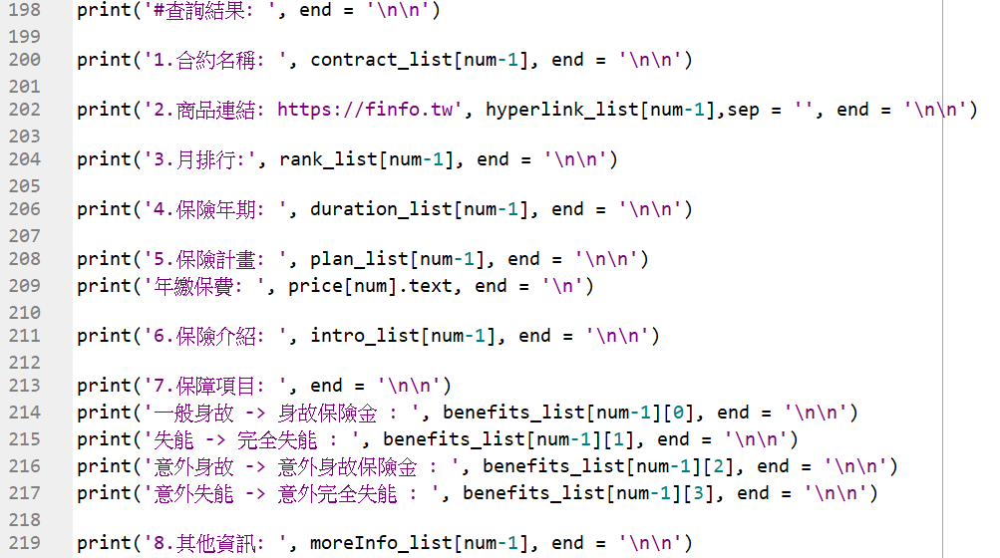 198 print('#查詢結果: ', end = '\n\n')
199
200 print('1.合約名稱: ', contract_list[num-1], end = '\n\n')
201
202 print('2.商品連結: https://finfo.tw', hyperlink_list[num-1],sep = '', end = '\n\n')
203
204 print('3.月排行:', rank_list[num-1], end = '\n\n')
205
206 print('4.保險年期: ', duration_list[num-1], end = '\n\n')
207
208 print('5.保險計畫: ', plan_list[num-1], end = '\n\n')
209 print('年繳保費: ', price[num].text, end = '\n')
210
211 print('6.保險介紹: ', intro_list[num-1], end = '\n\n')
212
213 print('7.保障項目: ', end = '\n\n')
214 print('一般身故 -> 身故保險金 : ', benefits_list[num-1][0], end = '\n\n')
215 print('失能 -> 完全失能 : ', benefits_list[num-1][1], end = '\n\n')
216 print('意外身故 -> 意外身故保險金 : ', benefits_list[num-1][2], end = '\n\n')
217 print('意外失能 -> 意外完全失能 : ', benefits_list[num-1][3], end = '\n\n')
218
219 print('8.其他資訊: ', moreInfo_list[num-1], end = '\n\n')